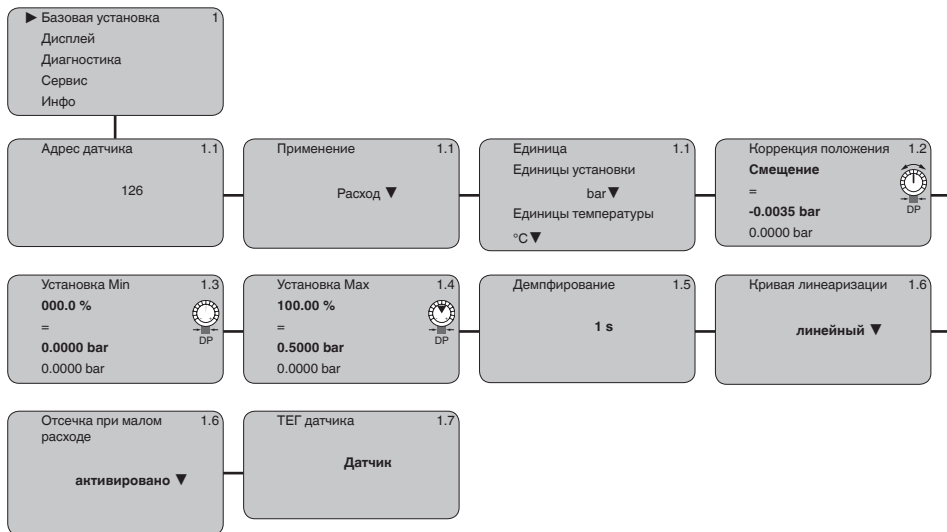 ▶ Базовая установка 1
Дисплей
Диагностика
Сервис
Инфо
Адрес датчика 1.1
126
Применение 1.1
Расход ▼
Единица 1.1
Единицы установки
bar▼
Единицы температуры
°C▼
Коррекция положения 1.2
Смещение
=
-0.0035 bar
0.0000 bar
DP
Установка Min 1.3
000.0 %
=
0.0000 bar
0.0000 bar
DP
Установка Max 1.4
100.00 %
=
0.5000 bar
0.0000 bar
DP
Демпфирование 1.5
1 s
Кривая линеаризации 1.6
линейный ▼
Отсечка при малом 1.6
расходе
активировано ▼
ТЕГ датчика 1.7
Датчик